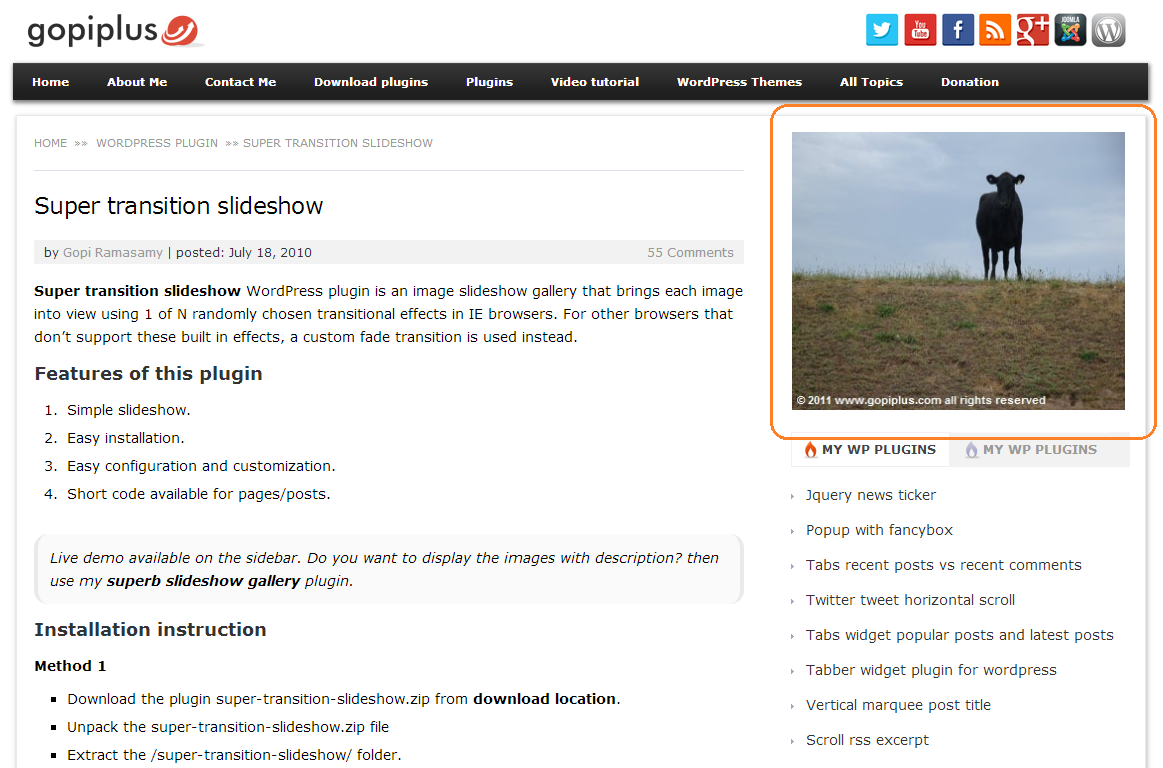 gopiplus
You
Tube
g+
JOOMLA
Home About Me Contact Me Download plugins Plugins Video tutorial WordPress Themes All Topics Donation
HOME »» WORDPRESS PLUGIN »» SUPER TRANSITION SLIDESHOW
Super transition slideshow
by Gopi Ramasamy | posted: July 18, 2010 55 Comments
Super transition slideshow WordPress plugin is an image slideshow gallery that brings each image
into view using 1 of N randomly chosen transitional effects in IE browsers. For other browsers that
don’t support these built in effects, a custom fade transition is used instead.
Features of this plugin
1. Simple slideshow.
2. Easy installation.
3. Easy configuration and customization.
4. Short code available for pages/posts.
Live demo available on the sidebar. Do you want to display the images with description? then
use my superb slideshow gallery plugin.
Installation instruction
Method 1
Download the plugin super-transition-slideshow.zip from download location.
Unpack the super-transition-slideshow.zip file
Extract the /super-transition-slideshow/ folder.
© 2011 www.gopiplus.com all rights reserved
MY WP PLUGINS MY WP PLUGINS
Jquery news ticker
Popup with fancybox
Tabs recent posts vs recent comments
Twitter tweet horizontal scroll
Tabs widget popular posts and latest posts
Tabber widget plugin for wordpress
Vertical marquee post title
Scroll rss excerpt